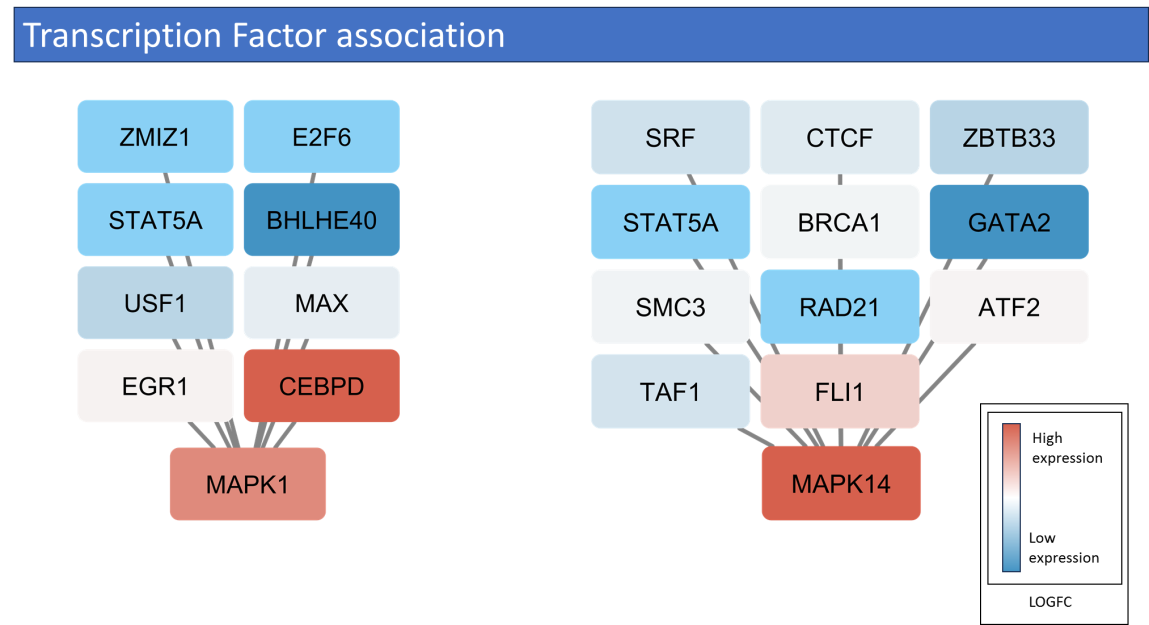 Transcription Factor association
ZMIZ1
E2F6
STAT5A
BHLHE40
USF1
MAX
EGR1
CEBPD
MAPK1
SRF
CTCF
ZBTB33
STAT5A
BRCA1
GATA2
SMC3
RAD21
ATF2
TAF1
FLI1
MAPK14
High
expression
Low
expression
LOGFC